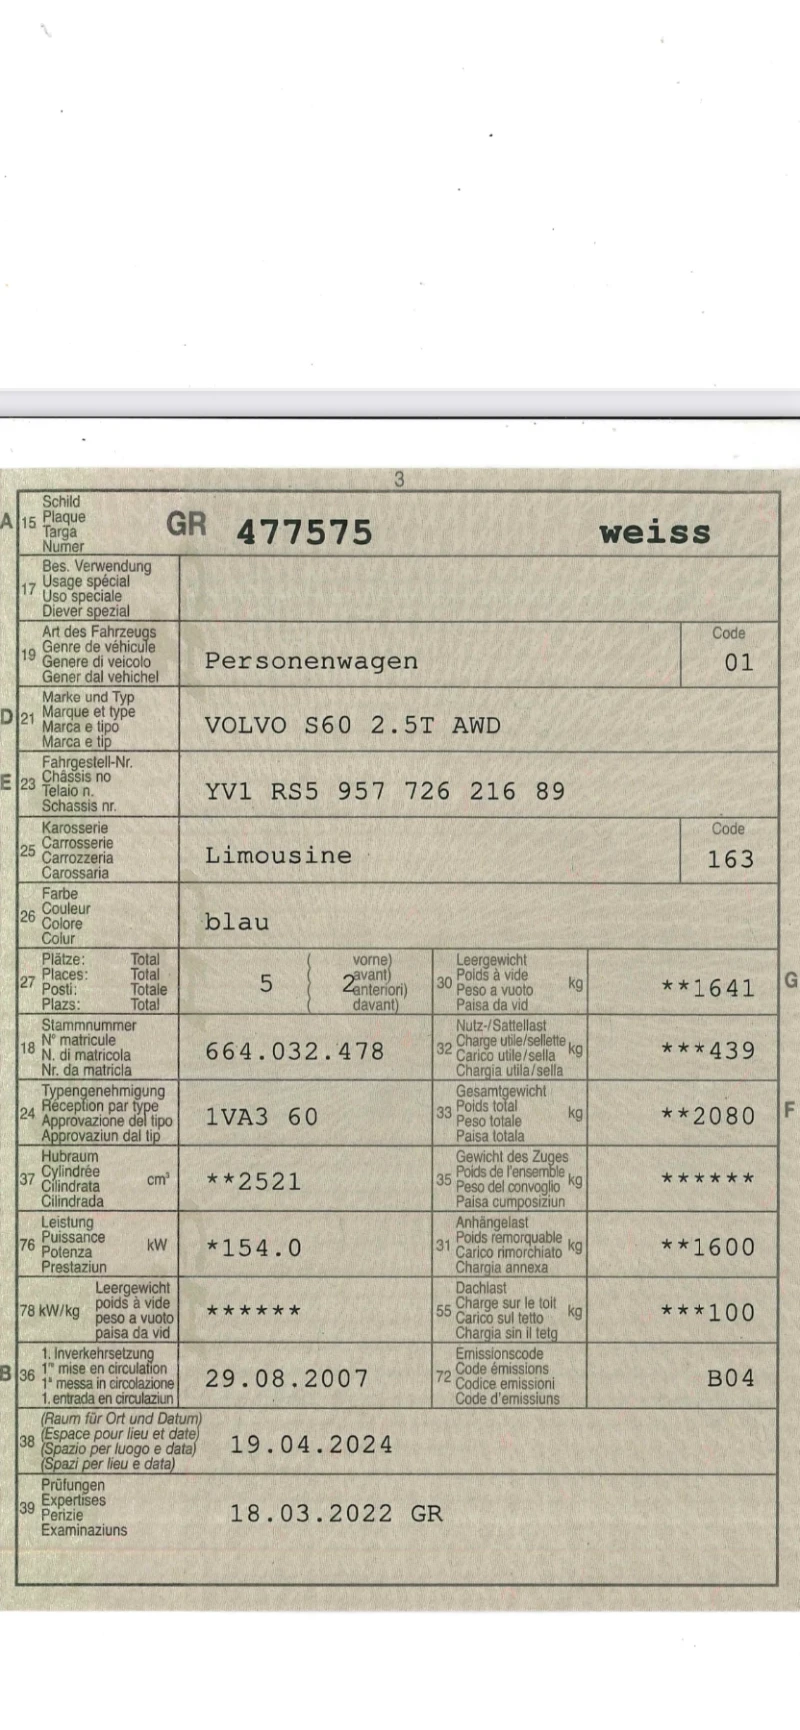 3
A 15 Schild
Plaque
Targa
Numer
GR 477575 weiss
17 Bes. Verwendung
Usage spécial
Uso speciale
Diever spezial
19 Art des Fahrzeugs
Genre de véhicule
Genere di veicolo
Gener dal vehichel
Personenwagen
Code
01
D 21 Marke und Typ
Marque et type
Marca e tipo
Marca e tip
VOLVO S60 2.5T AWD
E 23 Fahrgestell-Nr.
Châssis no
Telaio n.
Schassis nr.
YV1 RS5 957 726 216 89
25 Karosserie
Carrosserie
Carrozzeria
Carossaria
Limousine
Code
163
26 Farbe
Couleur
Colore
Colur
blau
27 Plätze: Total
Places: Total
Posti: Totale
Plazs: Total
5 ( 2
( vorne)
( avant)
( anteriori)
( davant)
30 Leergewicht
Poids à vide
Peso a vuoto
Paisa da vid
kg
**1641
G
18 Stammnummer
N° matricule
N. di matricola
Nr. da matricla
664.032.478
32 Nutz-/Sattellast
Charge utile/sellette
Carico utile/sella
Chargia utila/sella
kg
***439
24 Typengenehmigung
Réception par type
Approvazione del tipo
Approvaziun dal tip
1VA3 60
33 Gesamtgewicht
Poids total
Peso totale
Paisa totala
kg
**2080
F
37 Hubraum
Cylindrée
Cilindrata
Cilindrada
cm³
**2521
35 Gewicht des Zuges
Poids de l'ensemble
Peso del convoglio
Paisa cumposiziun
kg
******
76 Leistung
Puissance
Potenza
Prestaziun
kW
*154.0
31 Anhängelast
Poids remorquable
Carico rimorchiato
Chargia annexa
kg
**1600
78 kW/kg
Leergewicht
poids à vide
peso a vuoto
paisa da vid
******
55 Dachlast
Charge sur le toit
Carico sul tetto
Chargia sin il tetg
kg
***100
B 36 1. Inverkehrsetzung
1re mise en circulation
1a messa in circolazione
1. entrada en circulaziun
29.08.2007
72 Emissionscode
Code émissions
Codice emissioni
Code d'emissiuns
B04
38 (Raum für Ort und Datum)
(Espace pour lieu et date)
(Spazio per luogo e data)
(Spazi per lieu e data)
19.04.2024
39 Prüfungen
Expertises
Perizie
Examinaziuns
18.03.2022 GR